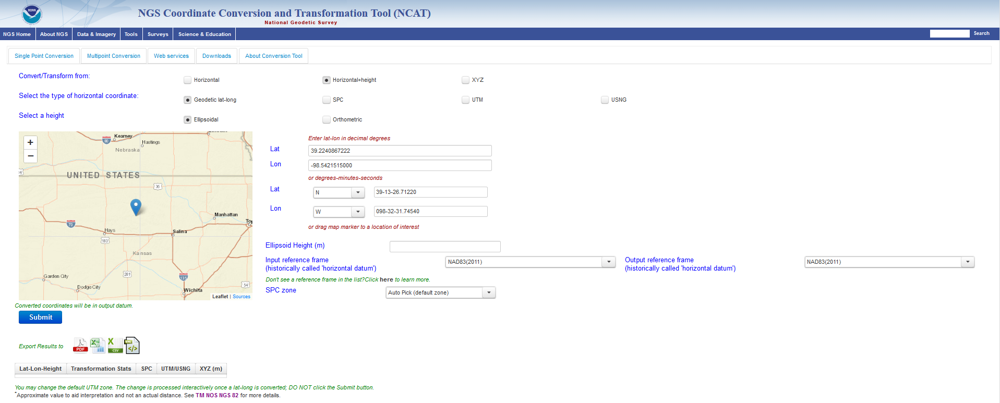 NOAA
NGS Coordinate Conversion and Transformation Tool (NCAT)
National Geodetic Survey
NGS Home About NGS Data & Imagery Tools Surveys Science & Education Search
Single Point Conversion Multipoint Conversion Web services Downloads About Conversion Tool
Convert/Transform from:
Horizontal Horizontal+height XYZ
Select the type of horizontal coordinate:
Geodetic lat-long SPC UTM USNG
Select a height
Ellipsoidal Orthometric
+
−
Kearney
80
Hastings
Nebraska
UNITED STATES
36
Manhattan
70
Hays
Salina
183
Kansas
281
Garden City
135
Dodge City
54
Wichita
Leaflet | Sources
Enter lat-lon in decimal degrees
Lat 39.2240867222
Lon -98.5421515000
or degrees-minutes-seconds
Lat N 39-13-26.71220
Lon W 098-32-31.74540
or drag map marker to a location of interest
Ellipsoid Height (m)
Input reference frame
(historically called 'horizontal datum')
NAD83(2011)
Output reference frame
(historically called 'horizontal datum')
NAD83(2011)
Don't see a reference frame in the list?Click here to learn more.
SPC zone Auto Pick (default zone)
Converted coordinates will be in output datum.
Submit
Export Results to PDF X X CSV </>
Lat-Lon-Height Transformation Stats SPC UTM/USNG XYZ (m)
You may change the default UTM zone. The change is processed interactively once a lat-long is converted; DO NOT click the Submit button.
*Approximate value to aid interpretation and not an actual distance. See TM NOS NGS 82 for more details.